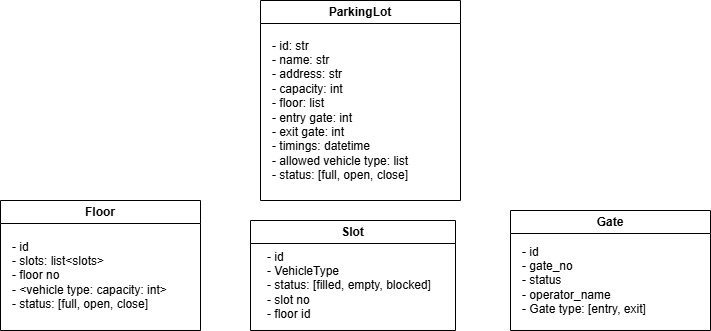 ParkingLot
- id: str
- name: str
- address: str
- capacity: int
- floor: list
- entry gate: int
- exit gate: int
- timings: datetime
- allowed vehicle type: list
- status: [full, open, close]
Floor
- id
- slots: list<slots>
- floor no
- <vehicle type: capacity: int>
- status: [full, open, close]
Slot
- id
- VehicleType
- status: [filled, empty, blocked]
- slot no
- floor id
Gate
- id
- gate_no
- status
- operator_name
- Gate type: [entry, exit]